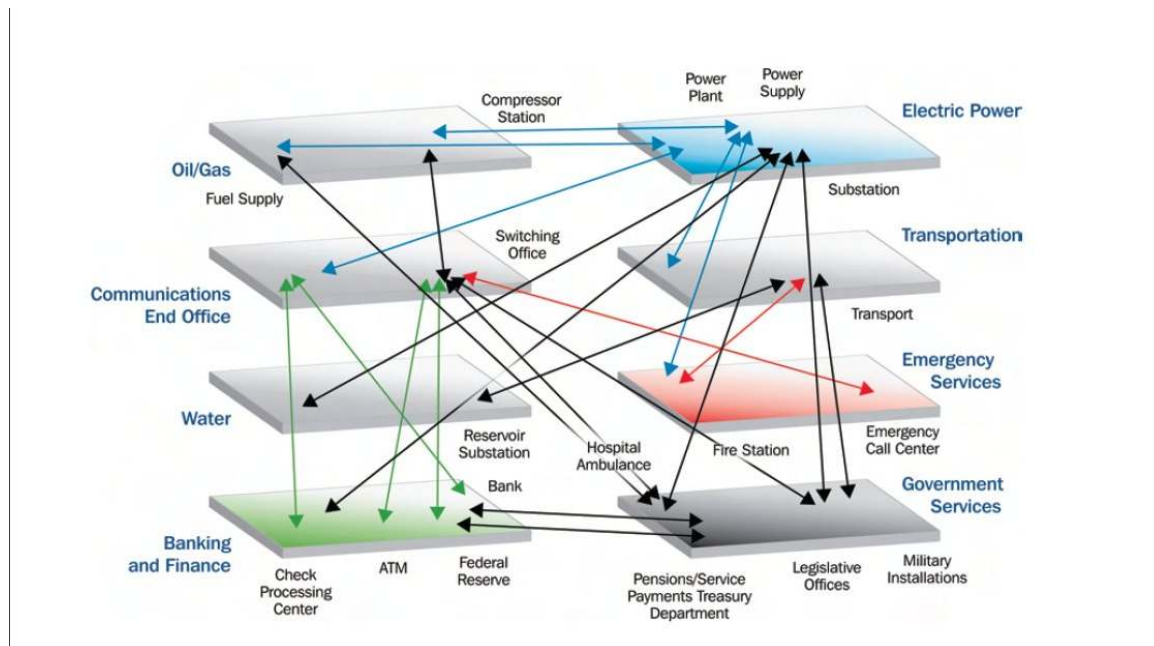 Power
Plant
Power
Supply
Compressor
Station
Electric Power
Oil/Gas
Fuel Supply
Substation
Switching
Office
Transportation
Communications
End Office
Transport
Emergency
Services
Water
Reservoir
Substation
Hospital
Ambulance
Fire Station
Emergency
Call Center
Bank
Government
Services
Banking
and Finance
Check
Processing
Center
ATM
Federal
Reserve
Pensions/Service
Payments Treasury
Department
Legislative
Offices
Military
Installations